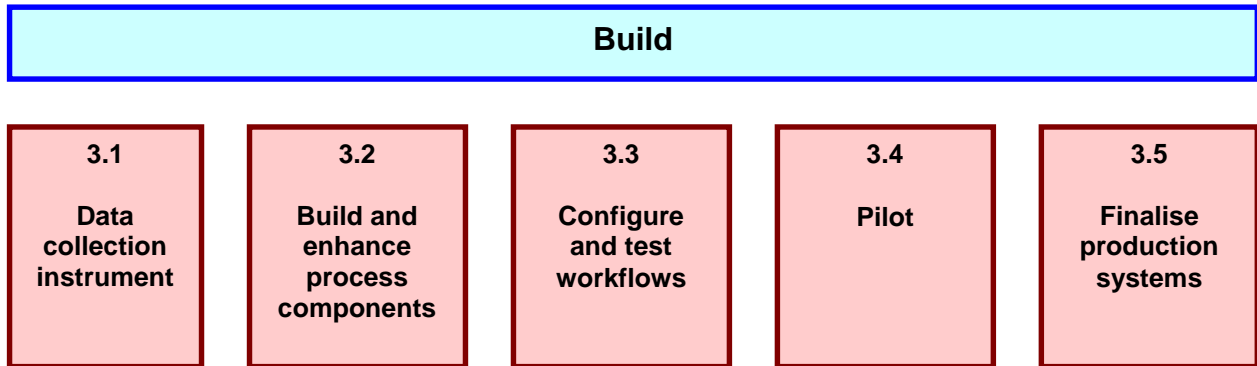 Build
3.1
Data
collection
instrument
3.2
Build and
enhance
process
components
3.3
Configure
and test
workflows
3.4
Pilot
3.5
Finalise
production
systems